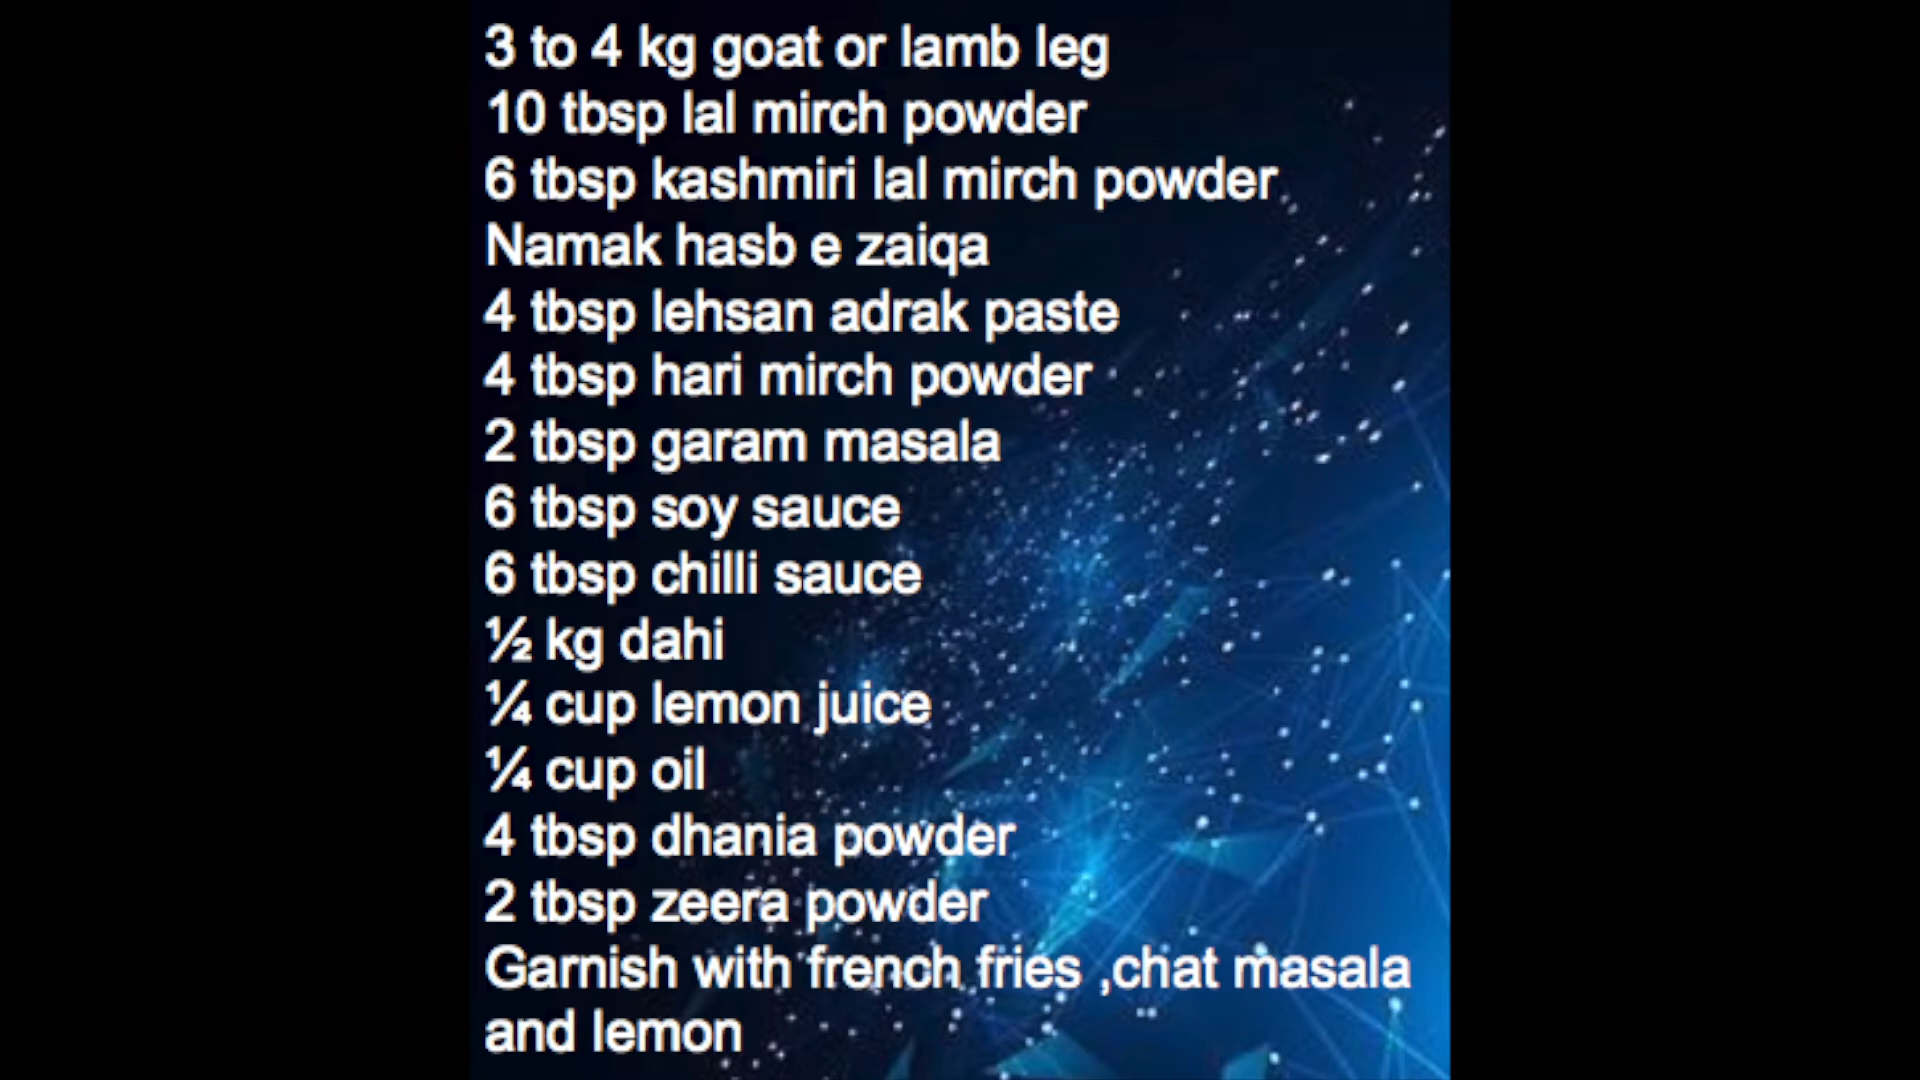 3 to 4 kg goat or lamb leg
10 tbsp lal mirch powder
6 tbsp kashmiri lal mirch powder
Namak hasb e zaiqa
4 tbsp lehsan adrak paste
4 tbsp hari mirch powder
2 tbsp garam masala
6 tbsp soy sauce
6 tbsp chilli sauce
½ kg dahi
¼ cup lemon juice
¼ cup oil
4 tbsp dhania powder
2 tbsp zeera powder
Garnish with french fries ,chat masala
and lemon